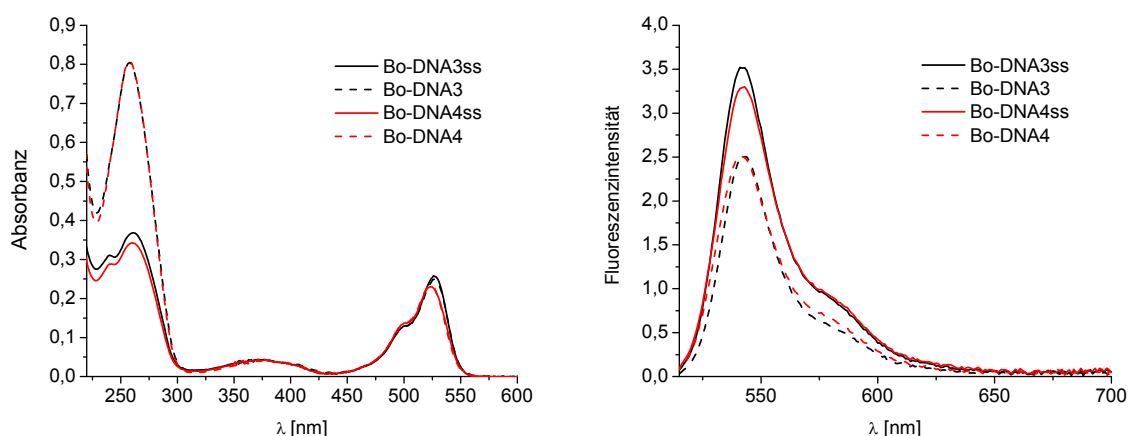 Absorbanz
0,9
0,8
0,7
0,6
0,5
0,4
0,3
0,2
0,1
0,0
250 300 350 400 450 500 550 600
λ [nm]
Bo-DNA3ss
Bo-DNA3
Bo-DNA4ss
Bo-DNA4
Fluoreszenzintensität
4,0
3,5
3,0
2,5
2,0
1,5
1,0
0,5
0,0
550 600 650 700
λ [nm]
Bo-DNA3ss
Bo-DNA3
Bo-DNA4ss
Bo-DNA4